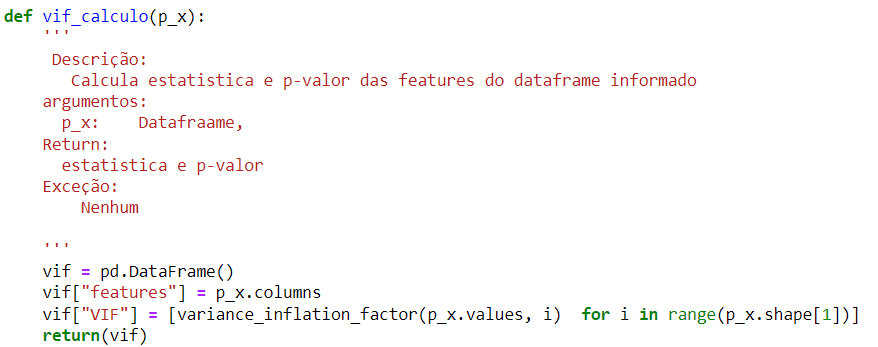 def vif_calculo(p_x):
    '''
     Descrição:
       Calcula estatistica e p-valor das features do dataframe informado
    argumentos:
      p_x:    Datafraame,
    Return:
      estatistica e p-valor
    Exceção:
        Nenhum
    '''
    vif = pd.DataFrame()
    vif["features"] = p_x.columns
    vif["VIF"] = [variance_inflation_factor(p_x.values, i)  for i in range(p_x.shape[1])]
    return(vif)